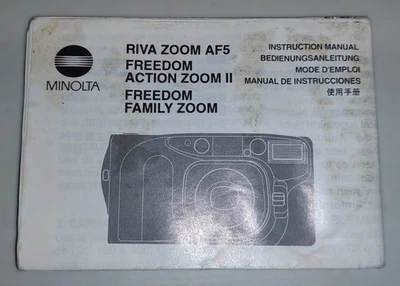 MINOLTA
RIVA ZOOM AF5
FREEDOM
ACTION ZOOM II
FREEDOM
FAMILY ZOOM
INSTRUCTION MANUAL
BEDIENUNGSANLEITUNG
MODE D'EMPLOI
MANUAL DE INSTRUCCIONES
使用手册